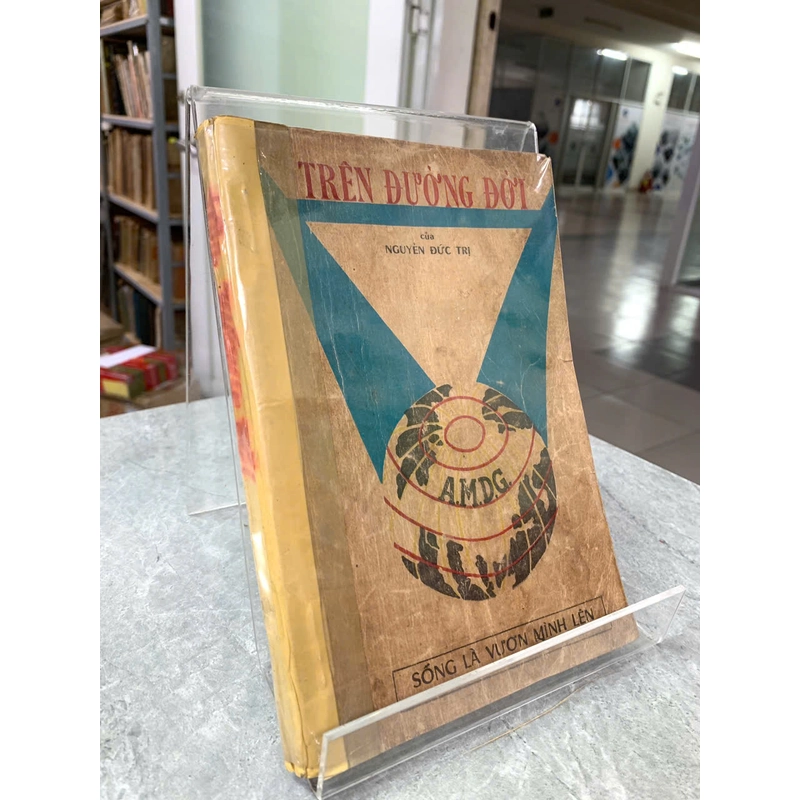 TRÊN ĐƯỜNG ĐỜI
của
NGUYỄN ĐỨC TRỊ
A.M.D.G.
SỐNG LÀ VƯƠN MÌNH LÊN